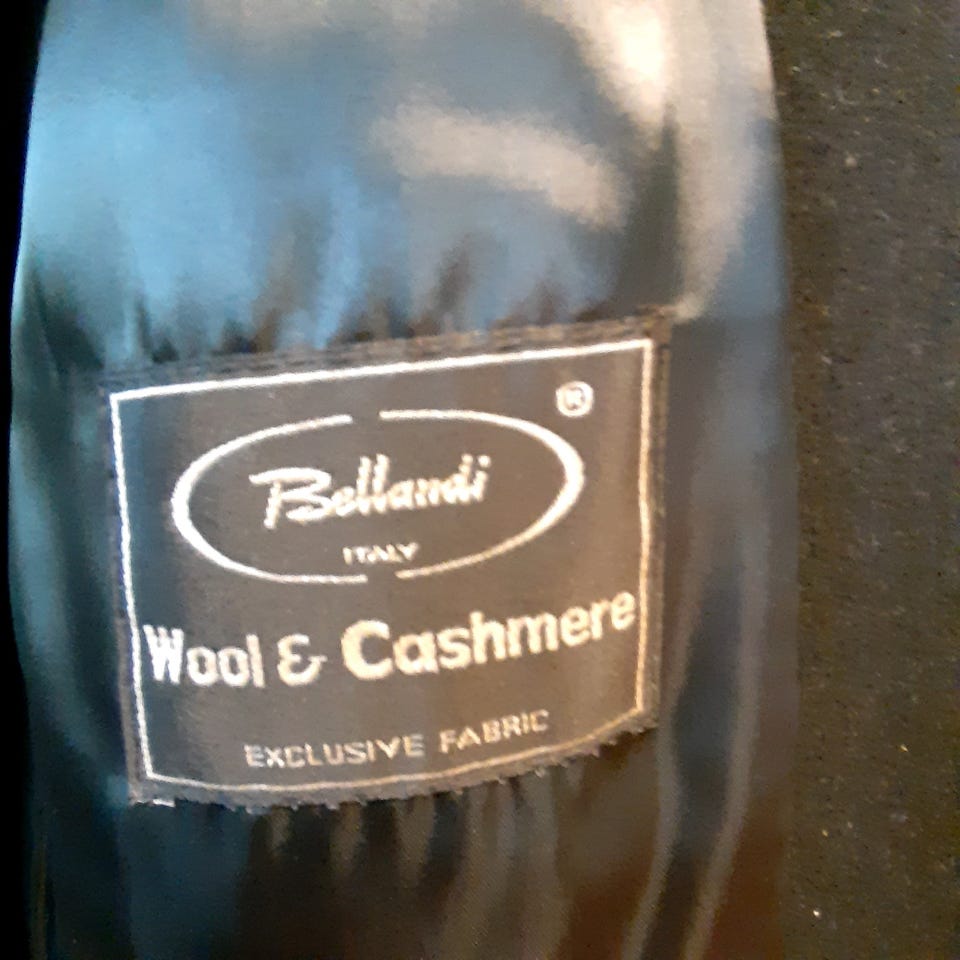 ®
Bellandi
ITALY
Wool & Cashmere
EXCLUSIVE FABRIC